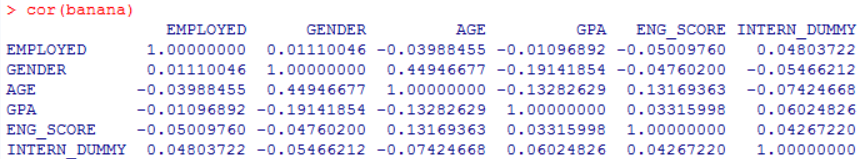 > cor(banana)
EMPLOYED GENDER AGE GPA ENG_SCORE INTERN_DUMMY
EMPLOYED 1.00000000 0.01110046 -0.03988455 -0.01096892 -0.05009760 0.04803722
GENDER 0.01110046 1.00000000 0.44946677 -0.19141854 -0.04760200 -0.05466212
AGE -0.03988455 0.44946677 1.00000000 -0.13282629 0.13169363 -0.07424668
GPA -0.01096892 -0.19141854 -0.13282629 1.00000000 0.03315998 0.06024826
ENG_SCORE -0.05009760 -0.04760200 0.13169363 0.03315998 1.00000000 0.04267220
INTERN_DUMMY 0.04803722 -0.05466212 -0.07424668 0.06024826 0.04267220 1.00000000